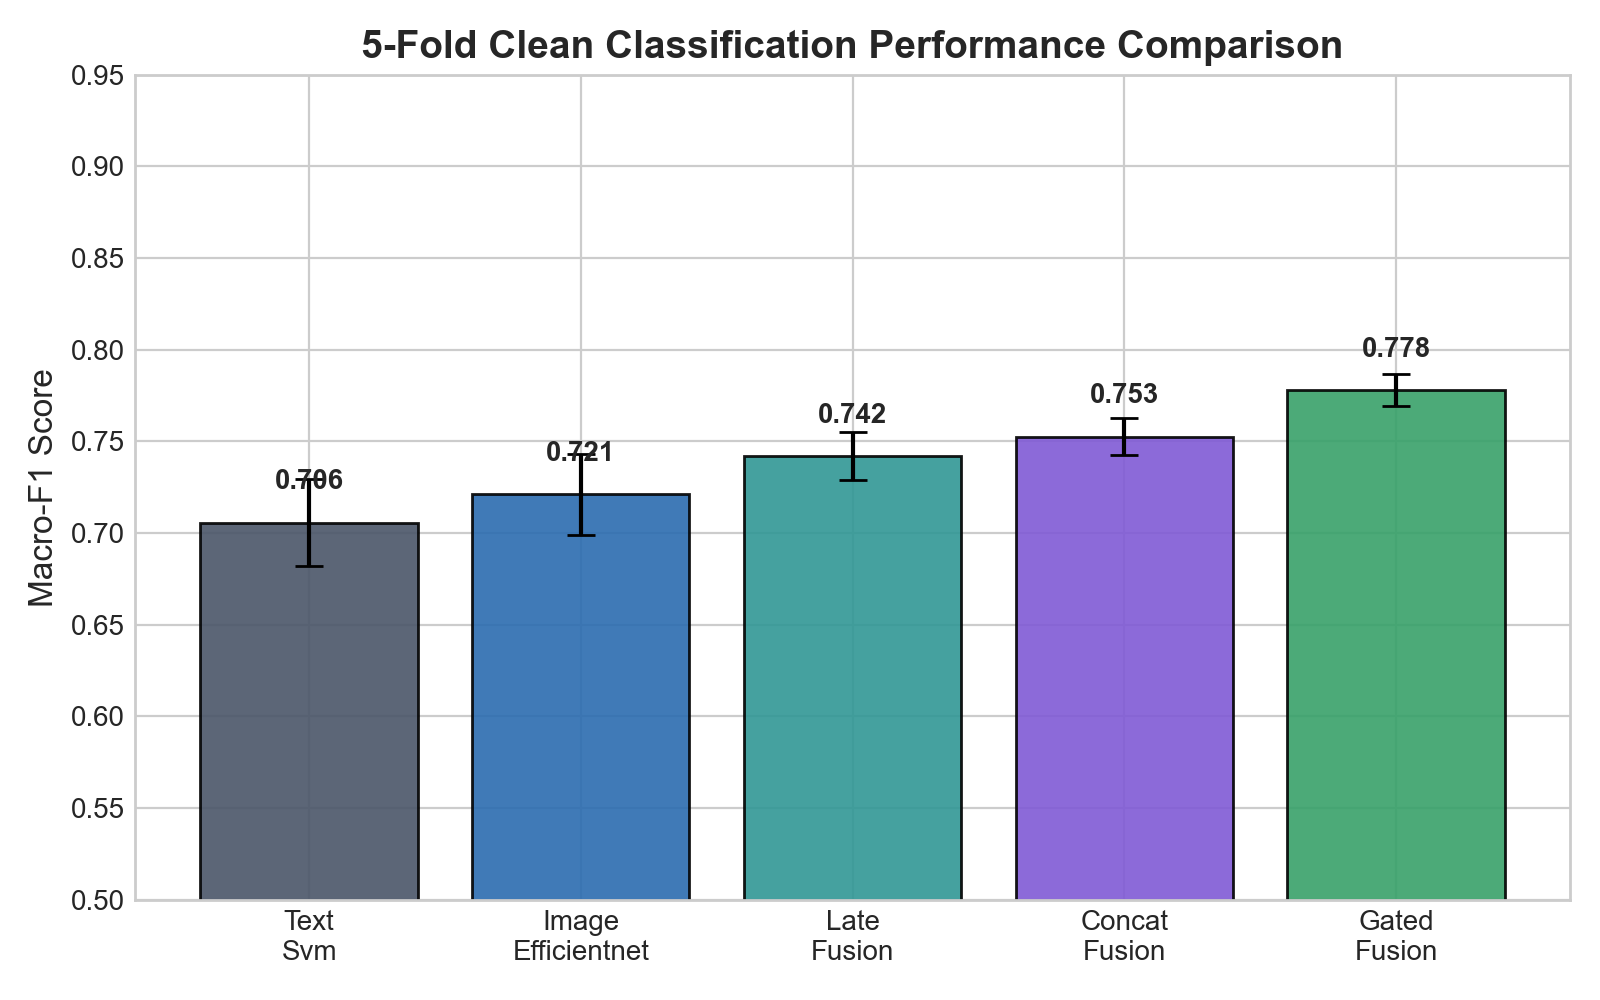 5-Fold Clean Classification Performance Comparison
Macro-F1 Score
0.95
0.90
0.85
0.80
0.75
0.70
0.65
0.60
0.55
0.50
0.706
0.721
0.742
0.753
0.778
Text
Svm
Image
Efficientnet
Late
Fusion
Concat
Fusion
Gated
Fusion